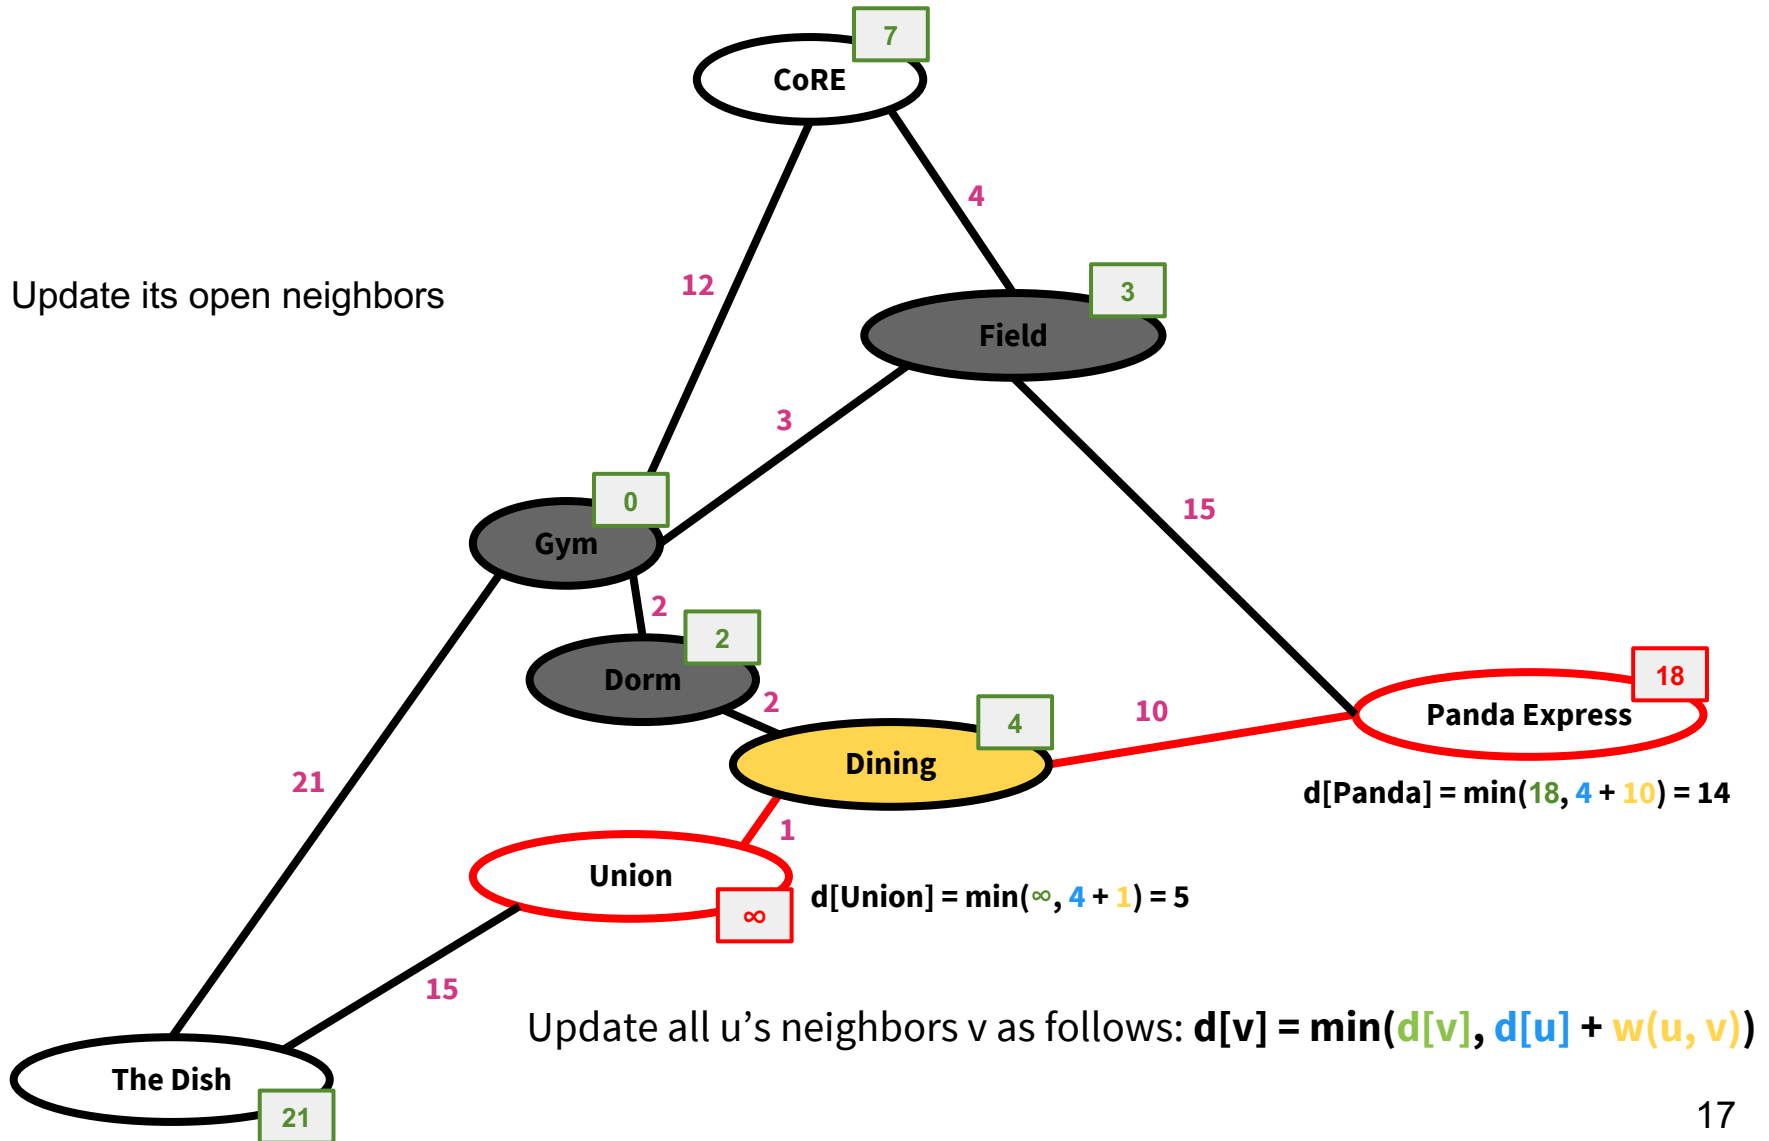 7
CoRE
4
12
Update its open neighbors
3
Field
3
15
0
Gym
2
2
Dorm
2
18
Panda Express
10
4
Dining
21
d[Panda] = min(18, 4 + 10) = 14
1
Union
d[Union] = min(∞, 4 + 1) = 5
∞
15
Update all u’s neighbors v as follows: d[v] = min(d[v], d[u] + w(u, v))
The Dish
21
17